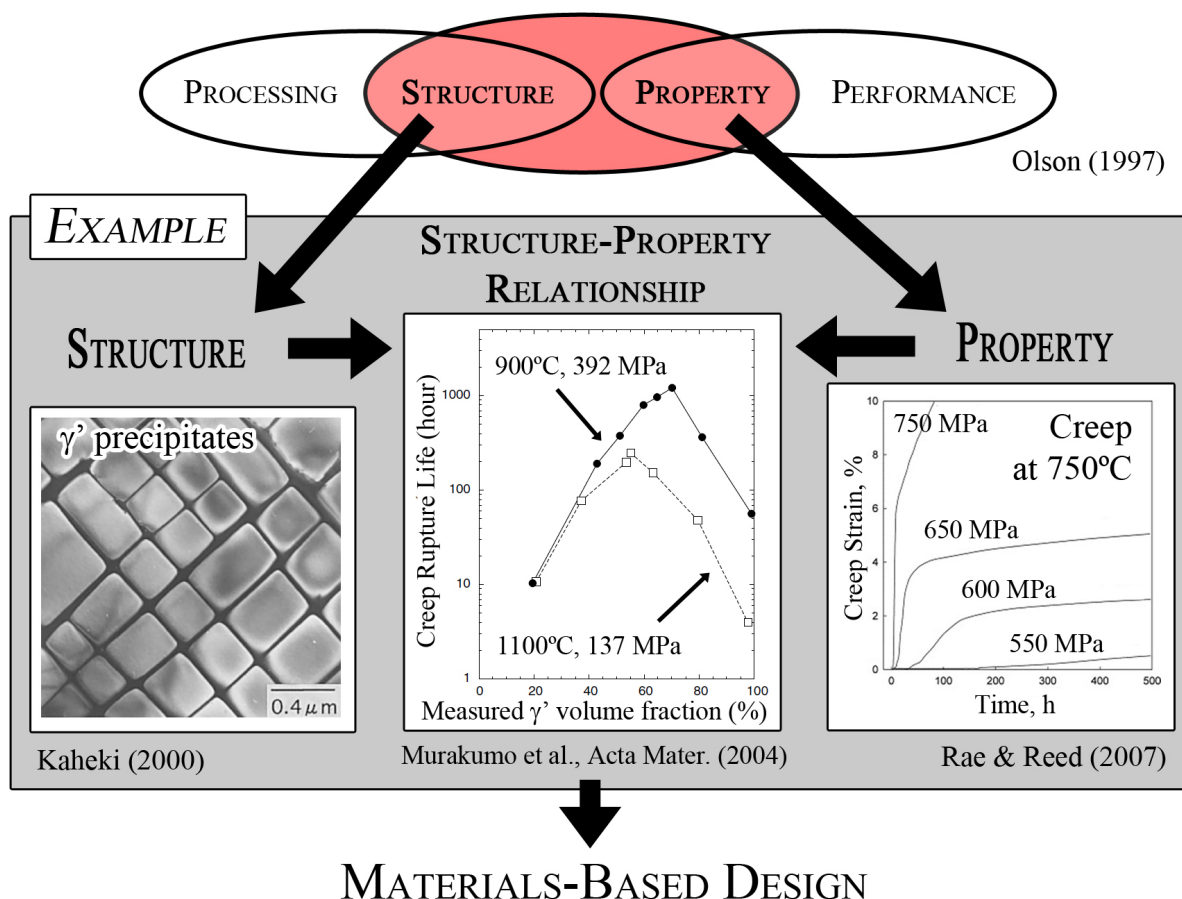 PROCESSING
STRUCTURE
PROPERTY
PERFORMANCE
Olson (1997)
EXAMPLE
STRUCTURE-PROPERTY
RELATIONSHIP
STRUCTURE
PROPERTY
γ’ precipitates
0.4μm
Kaheki (2000)
Creep Rupture Life (hour)
1000
100
10
1
900ºC, 392 MPa
1100ºC, 137 MPa
0 20 40 60 80 100
Measured γ’ volume fraction (%)
Murakumo et al., Acta Mater. (2004)
Creep Strain, %
10
8
6
4
2
0
750 MPa
Creep
at 750ºC
650 MPa
600 MPa
550 MPa
0 100 200 300 400 500
Time, h
Rae & Reed (2007)
MATERIALS-BASED DESIGN